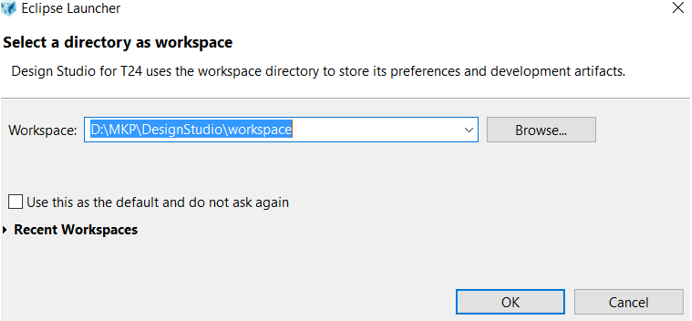 Eclipse Launcher
Select a directory as workspace
Design Studio for T24 uses the workspace directory to store its preferences and development artifacts.
Workspace: D:\MKP\DesignStudio\workspace Browse...
Use this as the default and do not ask again
Recent Workspaces
OK Cancel